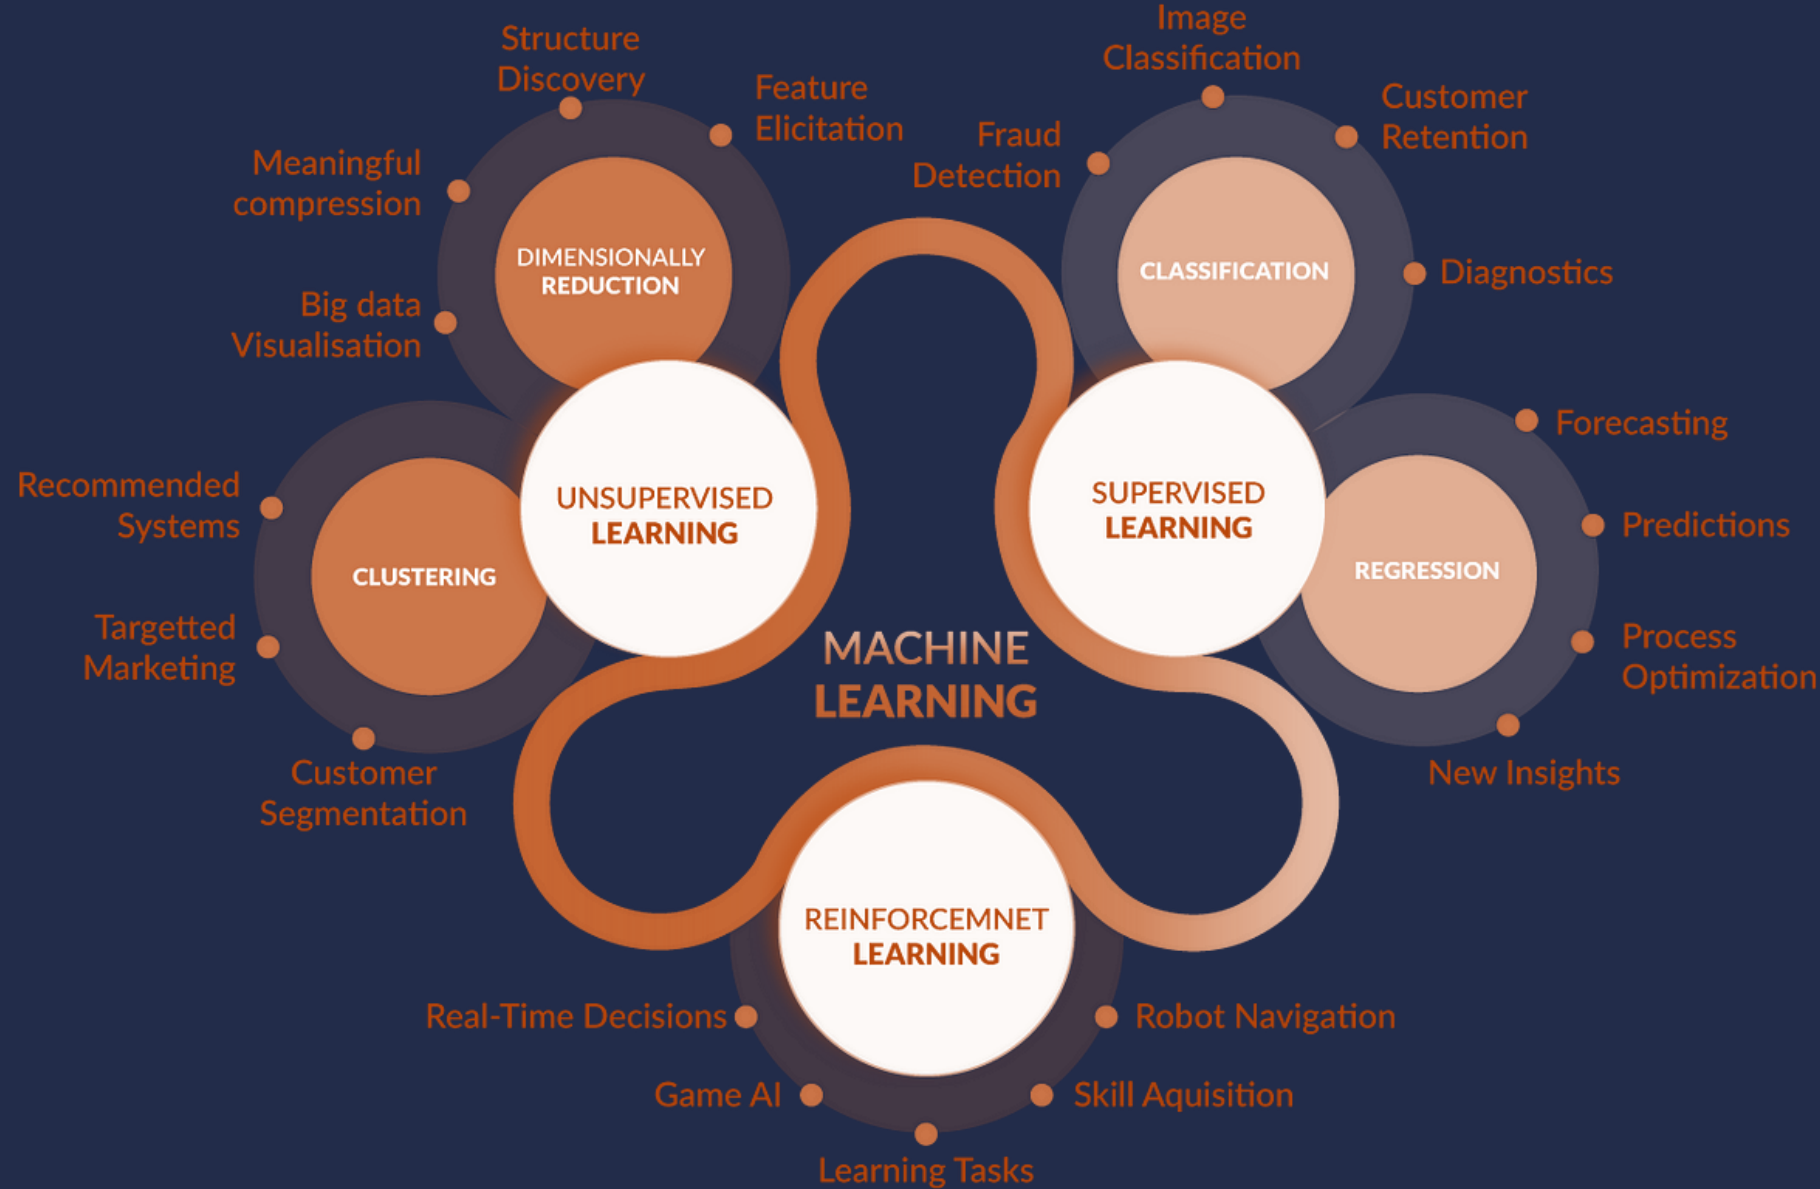 Structure
Discovery
Feature
Elicitation
Meaningful
compression
Big data
Visualisation
DIMENSIONALLY
REDUCTION
Recommended
Systems
Targetted
Marketing
Customer
Segmentation
CLUSTERING
UNSUPERVISED
LEARNING
Image
Classification
Fraud
Detection
Customer
Retention
Diagnostics
CLASSIFICATION
SUPERVISED
LEARNING
Forecasting
Predictions
Process
Optimization
New Insights
REGRESSION
MACHINE
LEARNING
REINFORCEMNET
LEARNING
Real-Time Decisions
Game AI
Learning Tasks
Skill Aquisition
Robot Navigation